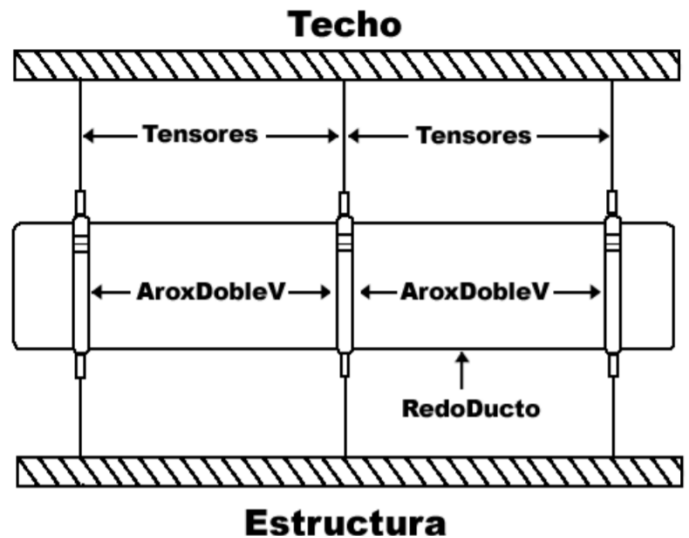 Techo
Tensores
Tensores
AroxDobleV
AroxDobleV
RedoDucto
Estructura